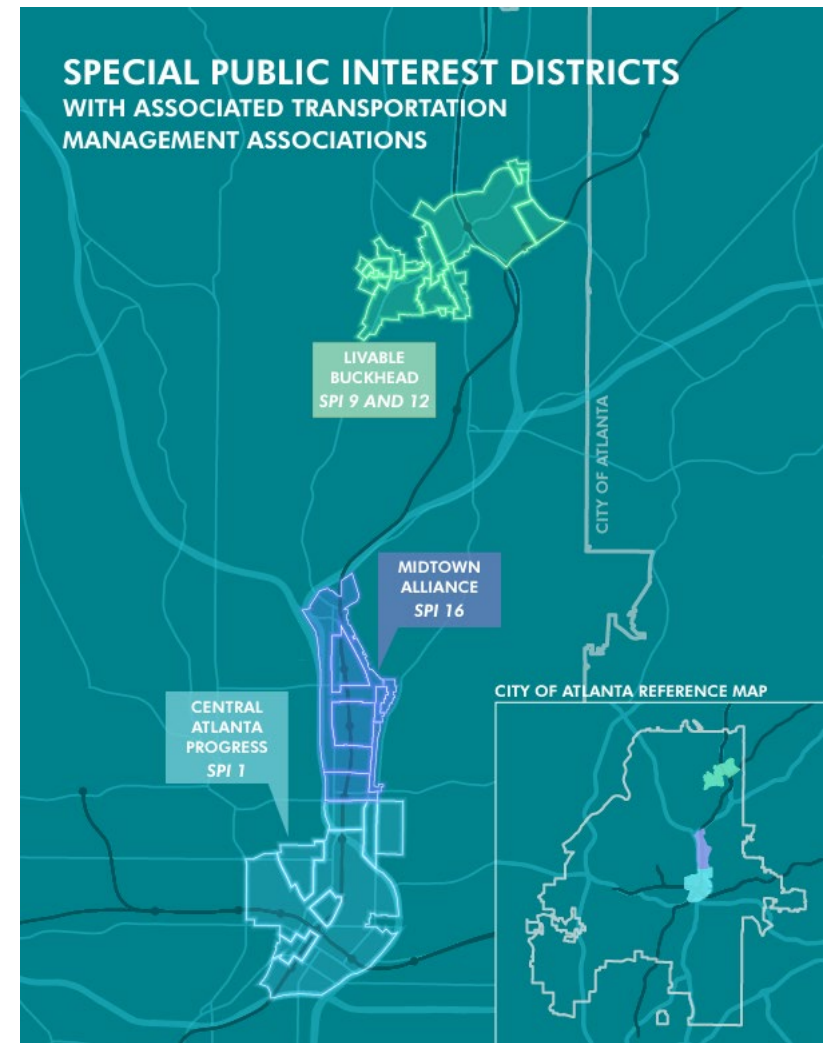 SPECIAL PUBLIC INTEREST DISTRICTS
WITH ASSOCIATED TRANSPORTATION
MANAGEMENT ASSOCIATIONS
LIVABLE
BUCKHEAD
SPI 9 AND 12
CITY OF ATLANTA
MIDTOWN
ALLIANCE
SPI 16
CENTRAL
ATLANTA
PROGRESS
SPI 1
CITY OF ATLANTA REFERENCE MAP